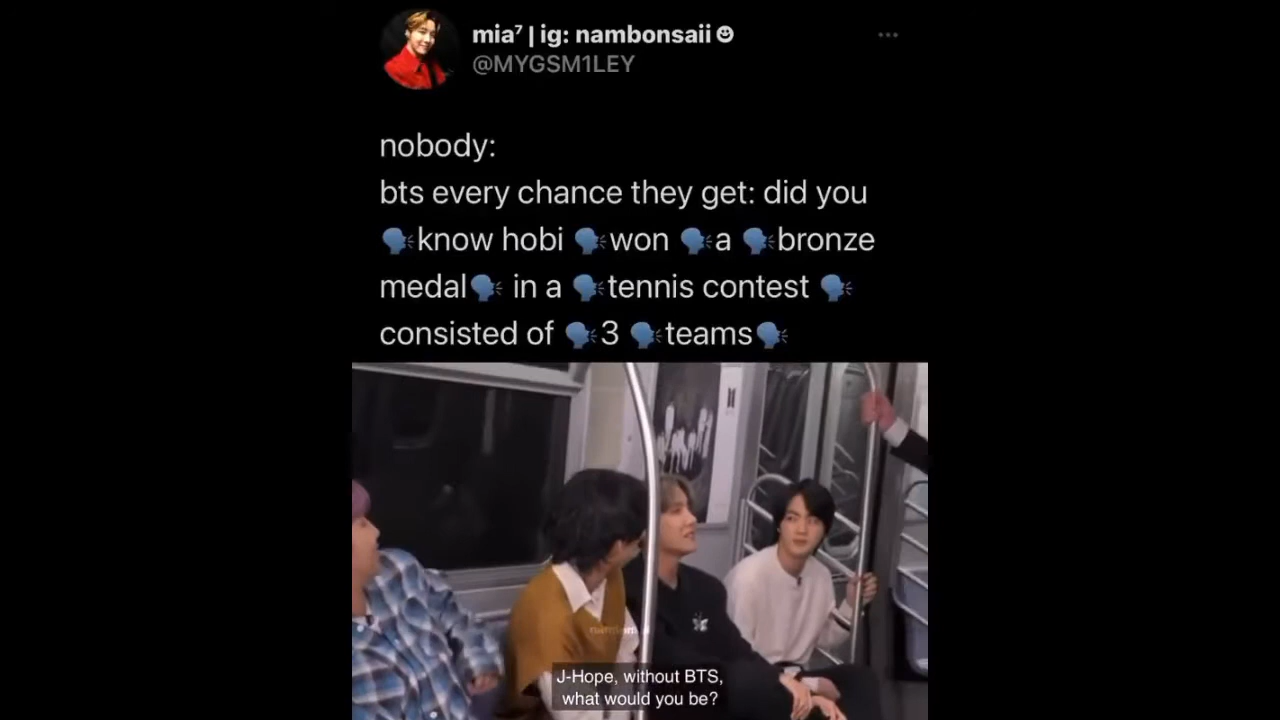 mia⁷ | ig: nambonsaii☻
@MYGSM1LEY
nobody:
bts every chance they get: did you
🗣know hobi 🗣won 🗣a 🗣bronze
medal🗣 in a 🗣tennis contest 🗣
consisted of 🗣3 🗣teams🗣
J-Hope, without BTS,
what would you be?